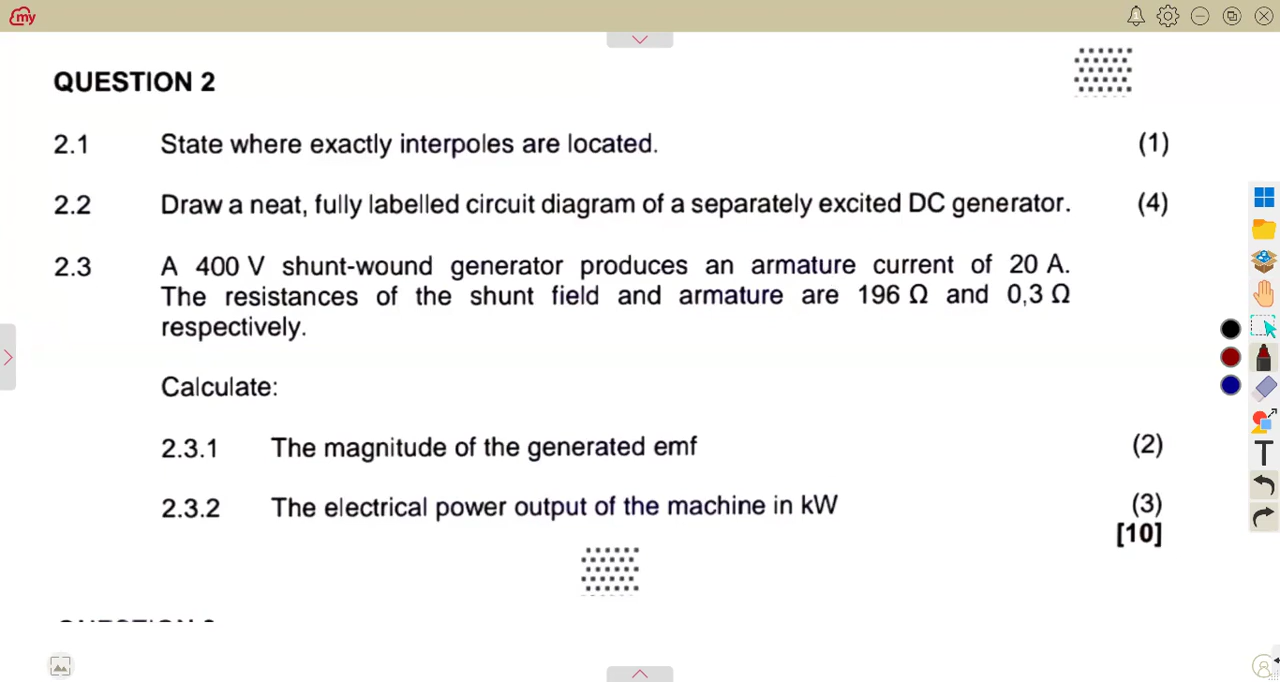 my
QUESTION 2
2.1 State where exactly interpoles are located. (1)
2.2 Draw a neat, fully labelled circuit diagram of a separately excited DC generator. (4)
2.3 A 400 V shunt-wound generator produces an armature current of 20 A.
The resistances of the shunt field and armature are 196 Ω and 0,3 Ω
respectively.
Calculate:
2.3.1 The magnitude of the generated emf (2)
2.3.2 The electrical power output of the machine in kW (3)
[10]
T